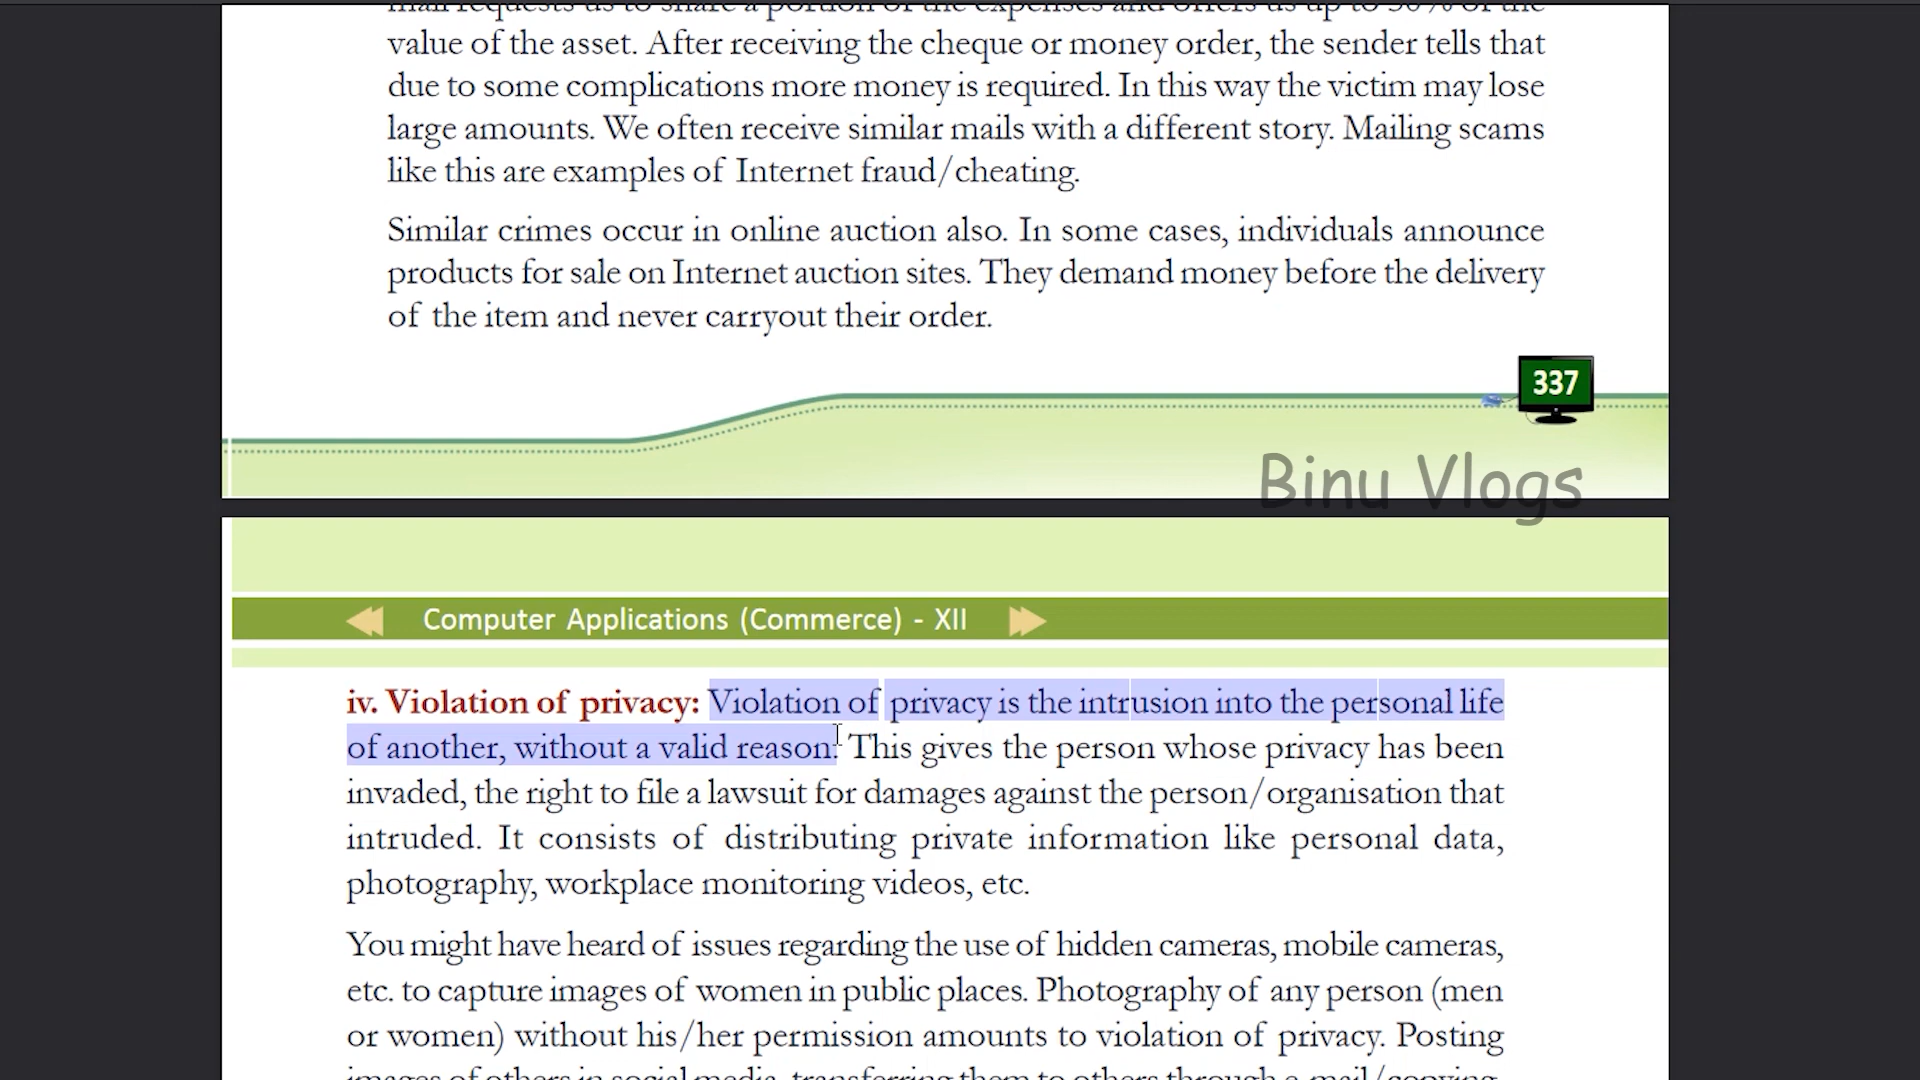 value of the asset. After receiving the cheque or money order, the sender tells that
due to some complications more money is required. In this way the victim may lose
large amounts. We often receive similar mails with a different story. Mailing scams
like this are examples of Internet fraud/cheating.
Similar crimes occur in online auction also. In some cases, individuals announce
products for sale on Internet auction sites. They demand money before the delivery
of the item and never carryout their order.
337
Binu Vlogs
Computer Applications (Commerce) - XII
iv. Violation of privacy: Violation of privacy is the intrusion into the personal life
of another, without a valid reason. This gives the person whose privacy has been
invaded, the right to file a lawsuit for damages against the person/organisation that
intruded. It consists of distributing private information like personal data,
photography, workplace monitoring videos, etc.
You might have heard of issues regarding the use of hidden cameras, mobile cameras,
etc. to capture images of women in public places. Photography of any person (men
or women) without his/her permission amounts to violation of privacy. Posting